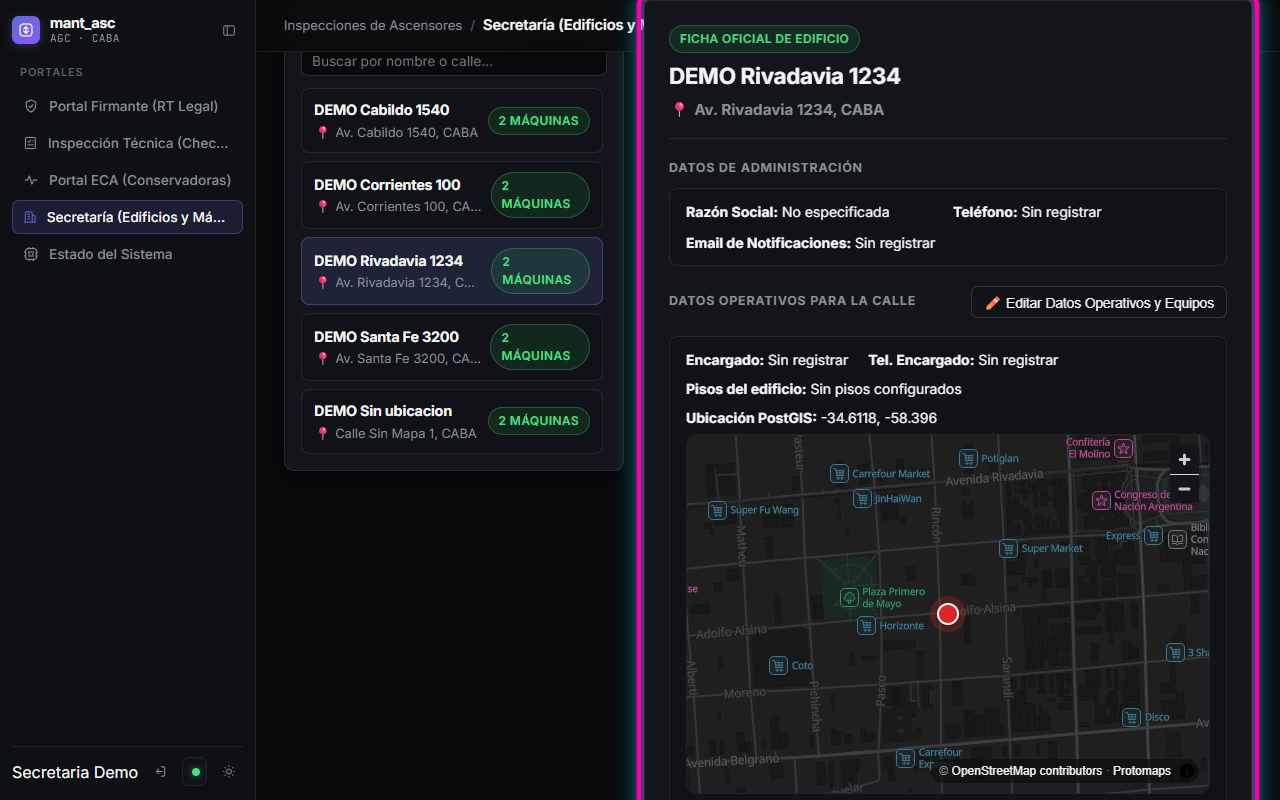 mant_asc
AGC · CABA
PORTALES
Portal Firmante (RT Legal)
Inspección Técnica (Chec...
Portal ECA (Conservadoras)
Secretaría (Edificios y Má...
Estado del Sistema
Secretaria Demo
Inspecciones de Ascensores / Secretaría (Edificios y
Buscar por nombre o calle...
DEMO Cabildo 1540
Av. Cabildo 1540, CABA
2 MÁQUINAS
DEMO Corrientes 100
Av. Corrientes 100, CA...
2
MÁQUINAS
DEMO Rivadavia 1234
Av. Rivadavia 1234, C...
2
MÁQUINAS
DEMO Santa Fe 3200
Av. Santa Fe 3200, CA...
2
MÁQUINAS
DEMO Sin ubicacion
Calle Sin Mapa 1, CABA
2 MÁQUINAS
FICHA OFICIAL DE EDIFICIO
DEMO Rivadavia 1234
Av. Rivadavia 1234, CABA
DATOS DE ADMINISTRACIÓN
Razón Social: No especificada
Teléfono: Sin registrar
Email de Notificaciones: Sin registrar
DATOS OPERATIVOS PARA LA CALLE
Editar Datos Operativos y Equipos
Encargado: Sin registrar
Tel. Encargado: Sin registrar
Pisos del edificio: Sin pisos configurados
Ubicación PostGIS: -34.6118, -58.396
Confitería
El Molino
Potigian
Carrefour Market
Avenida Rivadavia
JinHaiWan
Congreso de
Nación Argentina
Super Fu Wang
Pasteur
Matheu
Rincón
Express
Super Market
Plaza Primero
de Mayo
Adolfo Alsina
Horizonte
Adolfo Alsina
Coto
Alberti
Moreno
Pichincha
Pasco
Sarandí
Disco
Avenida Belgrano
Carrefour
+
−
© OpenStreetMap contributors · Protomaps